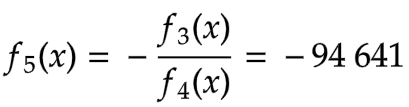 f₅(x) = − f₃(x) / f₄(x) = − 94 641